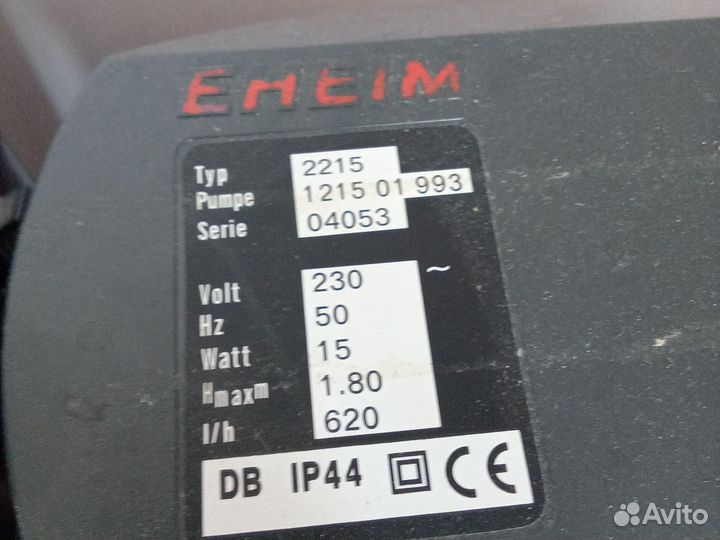 EHEIM
Typ 2215
Pumpe 1215 01 993
Serie 04053
Volt 230 ~
Hz 50
Watt 15
Hmaxm 1.80
l/h 620
DB IP44 CE
Avito